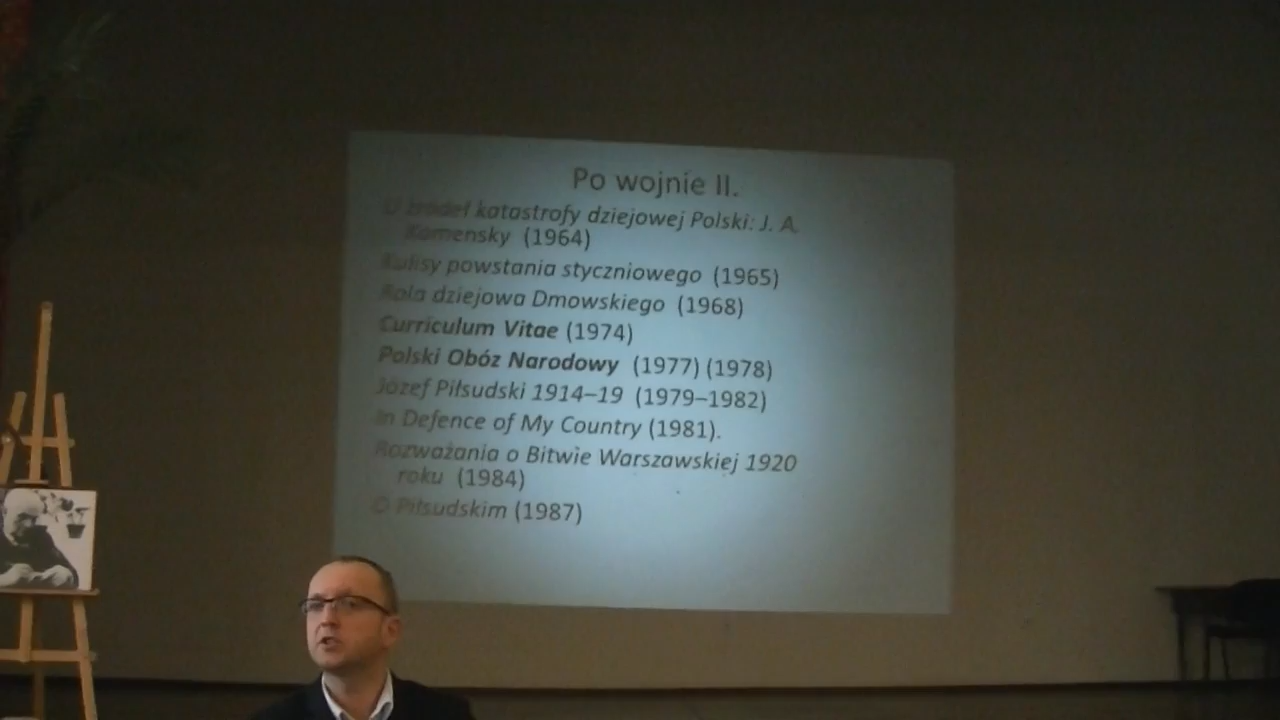 Po wojnie II.
U źródeł katastrofy dziejowej Polski: J. A.
Komensky (1964)
Kulisy powstania styczniowego (1965)
Rola dziejowa Dmowskiego (1968)
Curriculum Vitae (1974)
Polski Obóz Narodowy (1977) (1978)
Józef Piłsudski 1914–19 (1979–1982)
In Defence of My Country (1981).
Rozważania o Bitwie Warszawskiej 1920
roku (1984)
O Piłsudskim (1987)